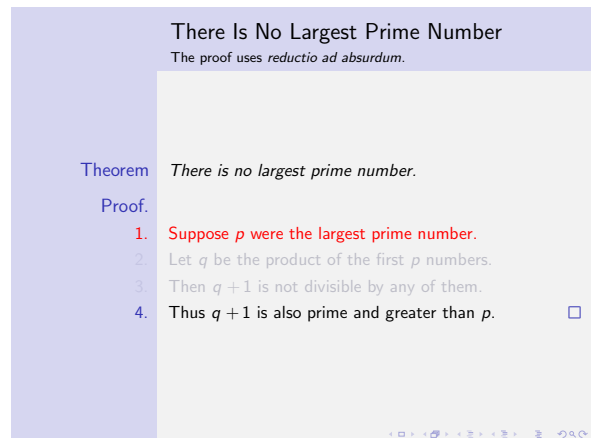 There Is No Largest Prime Number
The proof uses reductio ad absurdum.
Theorem There is no largest prime number.
Proof.
1. Suppose p were the largest prime number.
2. Let q be the product of the first p numbers.
3. Then q + 1 is not divisible by any of them.
4. Thus q + 1 is also prime and greater than p. □